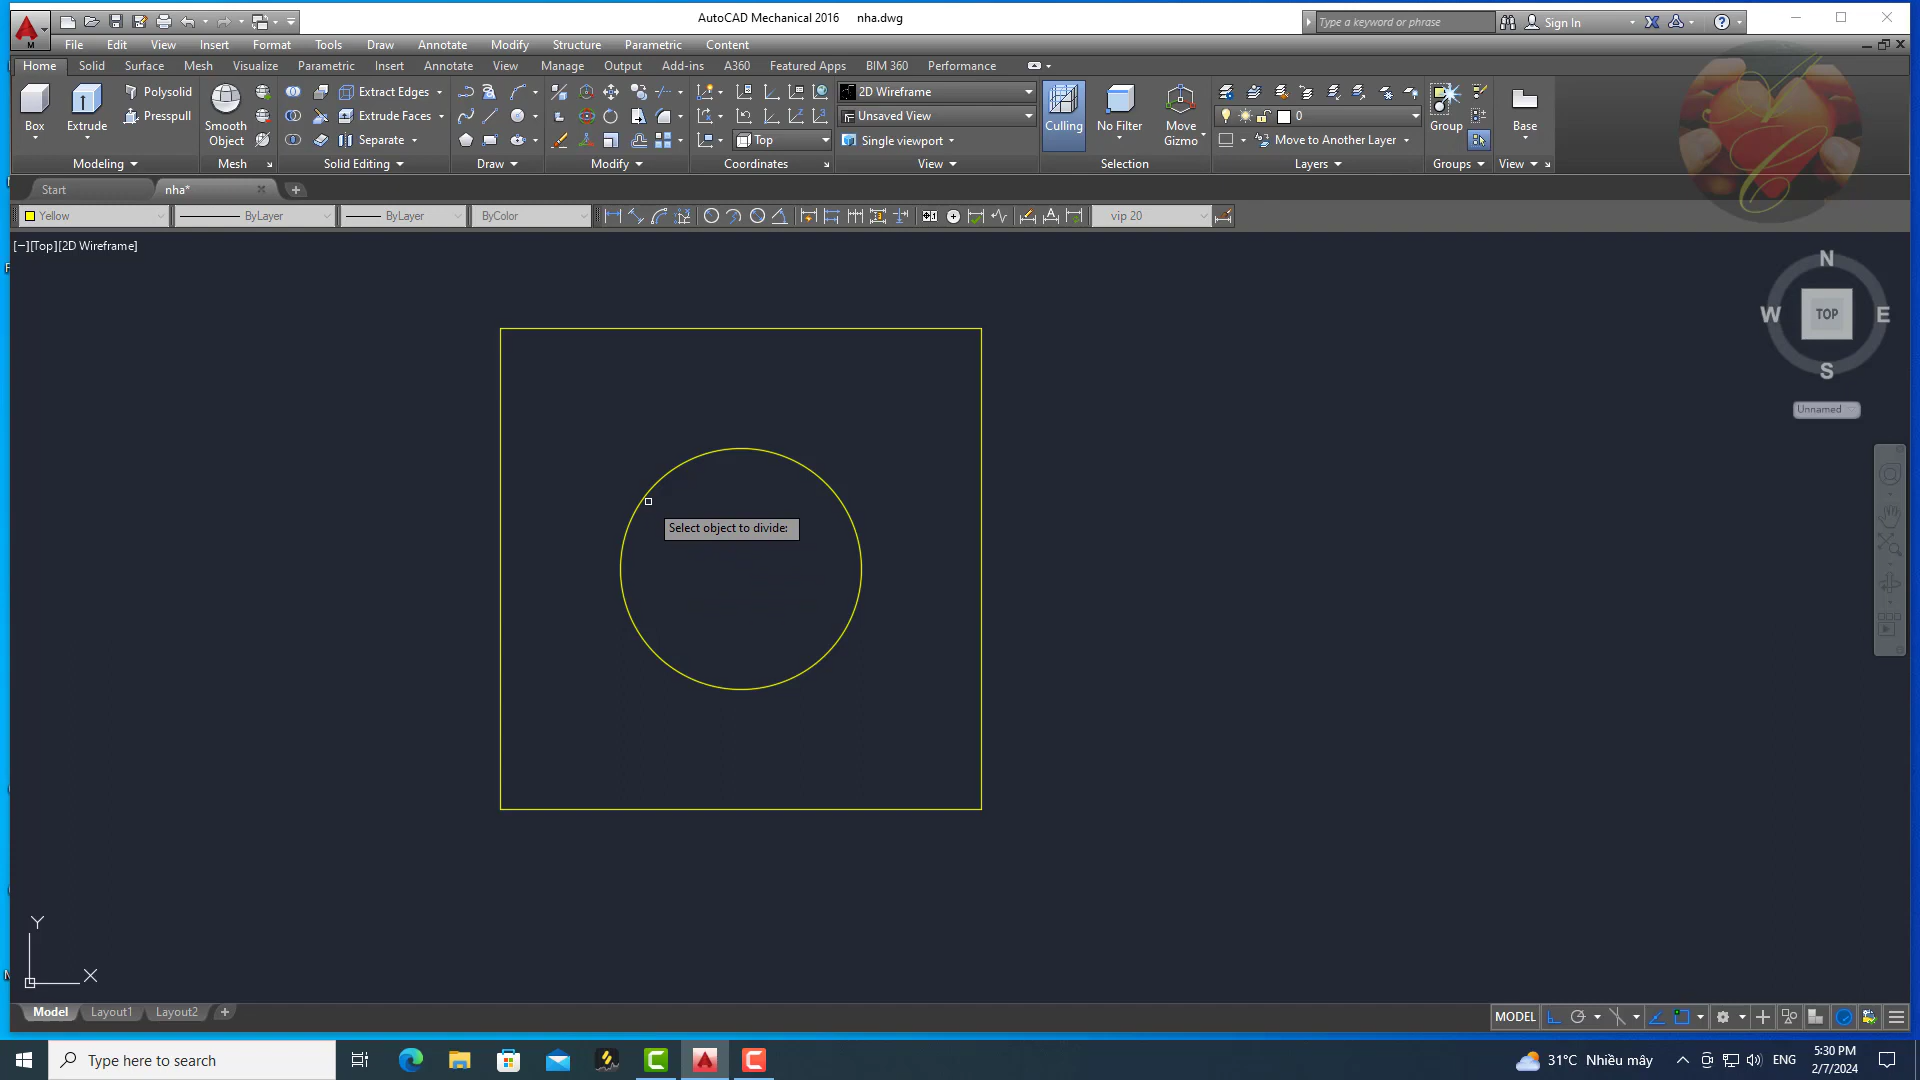 AutoCAD Mechanical 2016 nha.dwg
Type a keyword or phrase
Sign In
File Edit View Insert Format Tools Draw Annotate Modify Structure Parametric Content
Home Solid Surface Mesh Visualize Parametric Insert Annotate View Manage Output Add-ins A360 Featured Apps BIM 360 Performance
Polysolid
Extract Edges
2D Wireframe
Presspull
Extrude Faces
Unsaved View
0
Box
Extrude
Smooth
Object
Separate
Top
Single viewport
Culling
No Filter
Move
Gizmo
Move to Another Layer
Group
Base
Modeling Mesh Solid Editing Draw Modify Coordinates View Selection Layers Groups View
Start nha*
Yellow ByLayer ByLayer ByColor vip 20
[−][Top][2D Wireframe]
N
W TOP E
S
Unnamed
Select object to divide:
Y
X
Model Layout1 Layout2
MODEL
Type here to search
31°C Nhiều mây
ENG
5:30 PM
2/7/2024